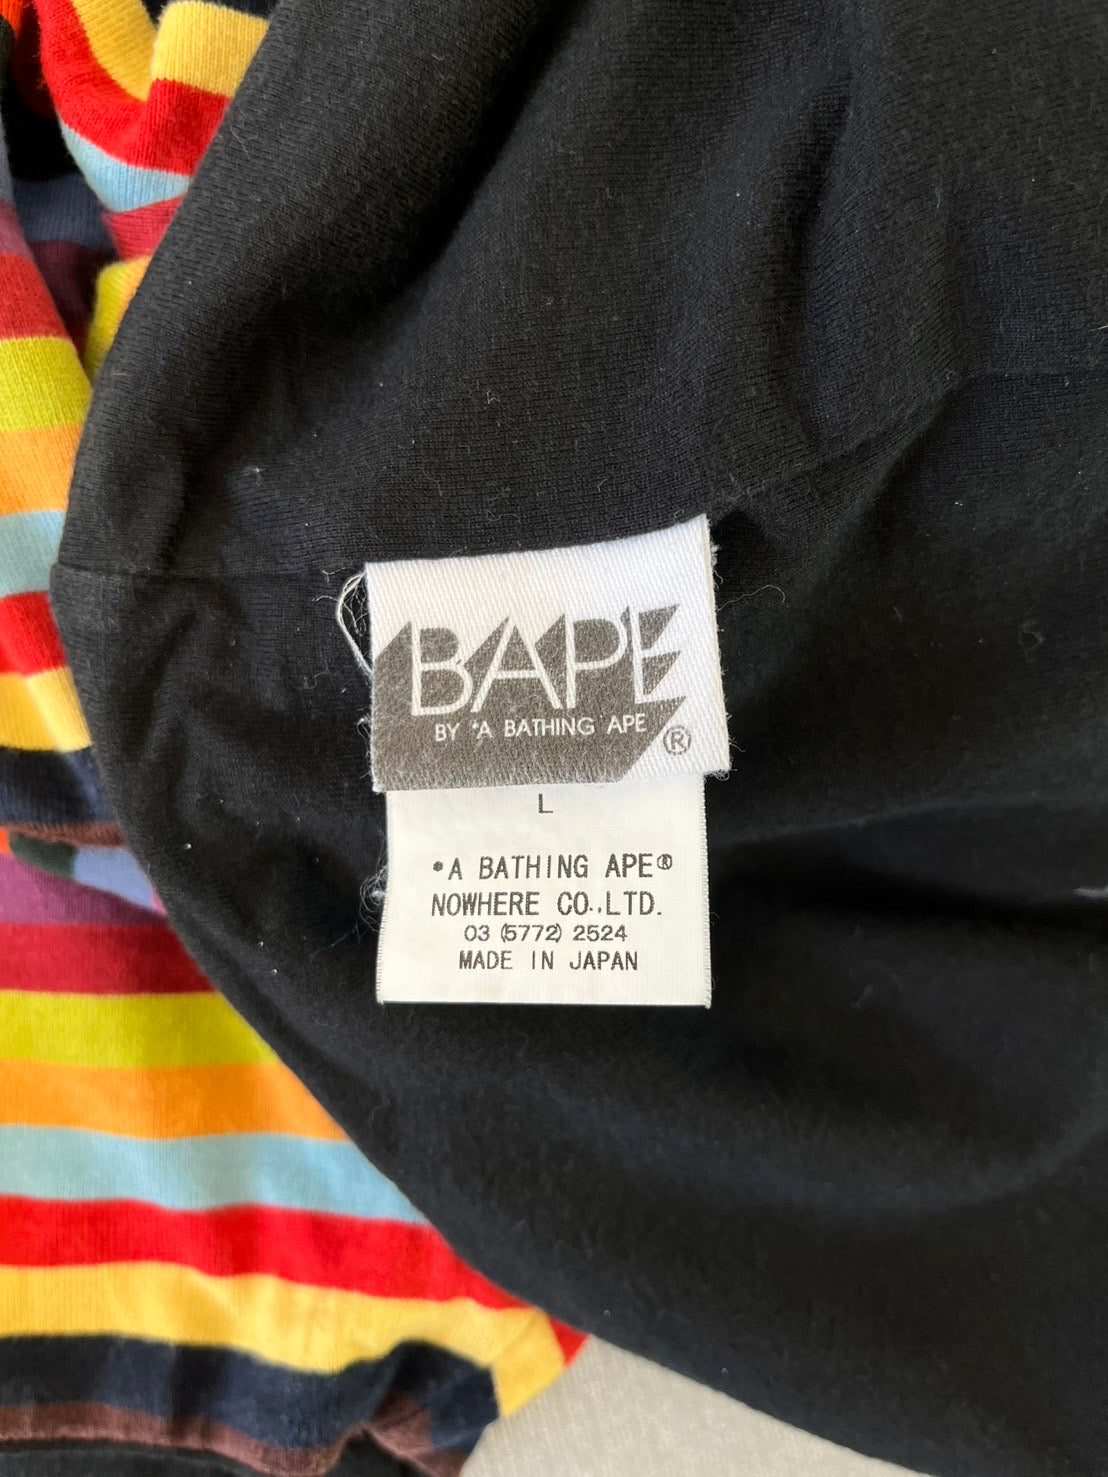 BAPE
BY *A BATHING APE
®
L
*A BATHING APE®
NOWHERE CO.,LTD.
03 (5772) 2524
MADE IN JAPAN